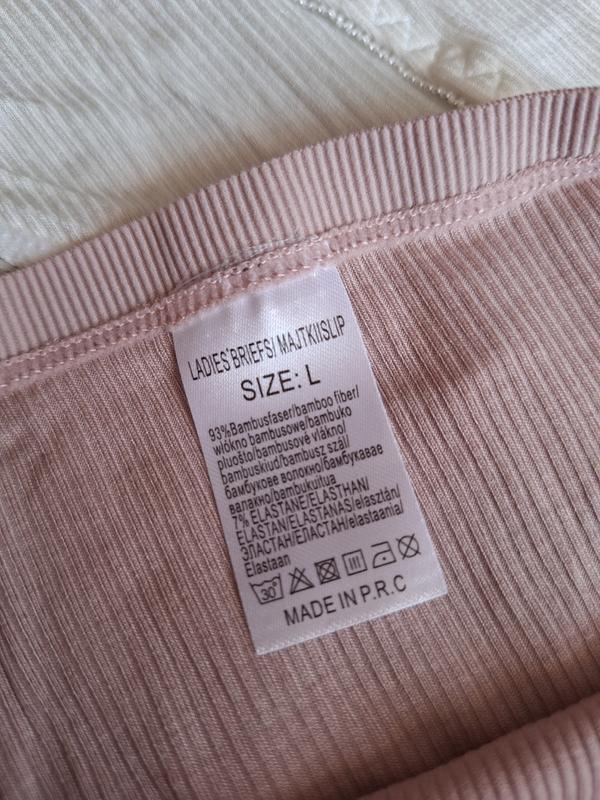 LADIES'BRIEFS/ MAJTKI/SLIP
SIZE: L
93%Bambusfaser/bamboo fiber/
włókno bambusowe/bambuko
pluošto/bambusové vlákno/
bambuskiud/bambusz szál/
бамбукове волокно/бамбукавае
валакно/bambukuitua
7% ELASTANE/ELASTHAN/
ELASTAN/ELASTANAS/elasztán/
ЭЛАСТАН/ЕЛАСТАН/elastaania/
Elastaan
30°
MADE IN P.R.C